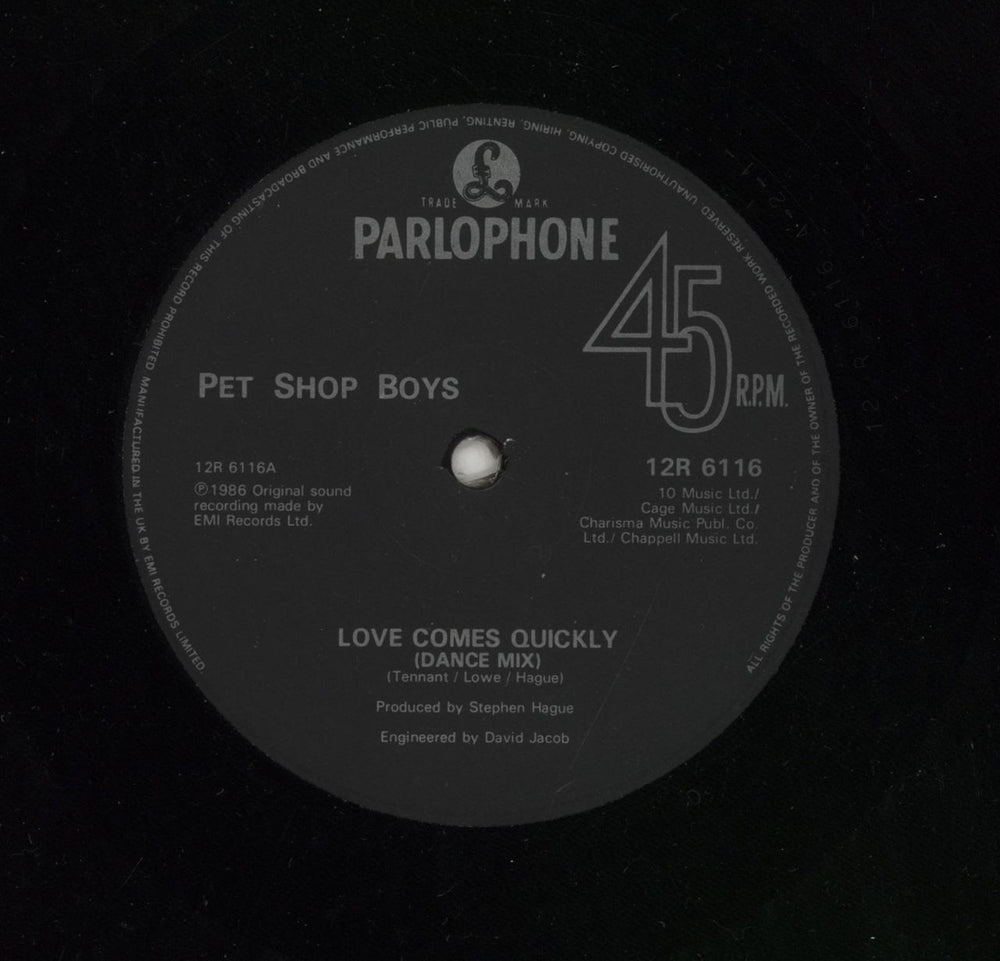 £
TRADE MARK
PARLOPHONE
45 R.P.M.
PET SHOP BOYS
12R 6116A
Ⓟ1986 Original sound
recording made by
EMI Records Ltd.
12R 6116
10 Music Ltd./
Cage Music Ltd./
Charisma Music Publ. Co.
Ltd./ Chappell Music Ltd.
LOVE COMES QUICKLY
(DANCE MIX)
(Tennant / Lowe / Hague)
Produced by Stephen Hague
Engineered by David Jacob
ALL RIGHTS OF THE PRODUCER AND OF THE OWNER OF THE RECORDED WORK RESERVED. UNAUTHORISED COPYING, HIRING, RENTING, PUBLIC PERFORMANCE AND BROADCASTING OF THIS RECORD PROHIBITED. MANUFACTURED IN THE UK BY EMI RECORDS LIMITED.